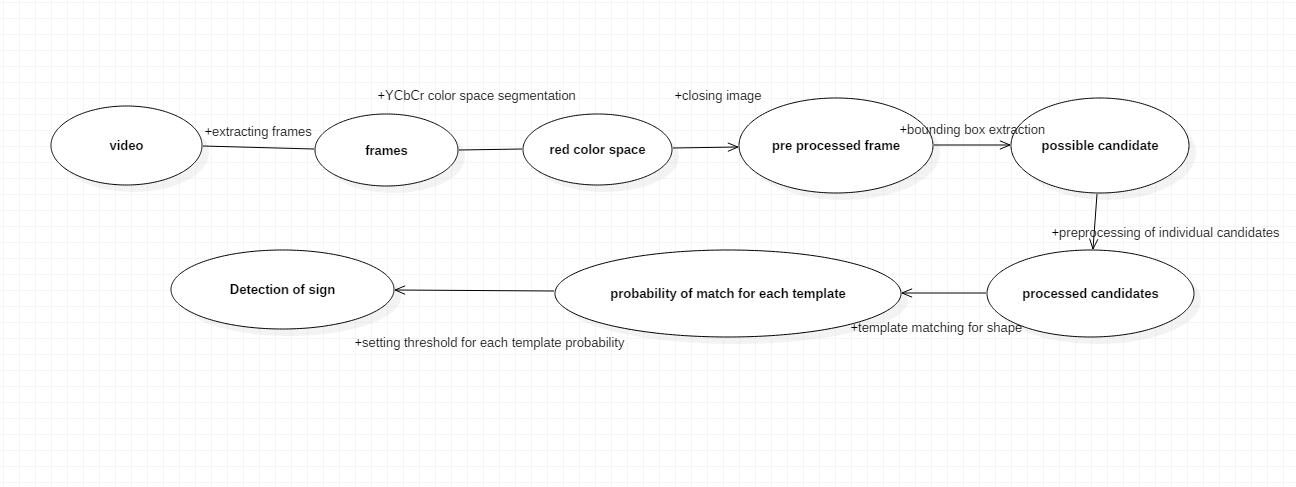 +YCbCr color space segmentation
+closing image
+extracting frames
+bounding box extraction
video
frames
red color space
pre processed frame
possible candidate
+preprocessing of individual candidates
Detection of sign
probability of match for each template
processed candidates
+template matching for shape
+setting threshold for each template probability